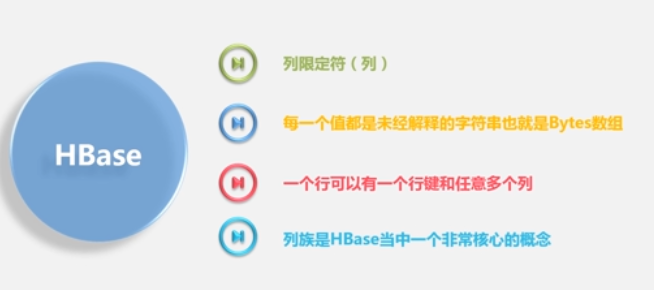 HBase
列限定符（列）
每一个值都是未经解释的字符串也就是Bytes数组
一个行可以有一个行键和任意多个列
列族是HBase当中一个非常核心的概念